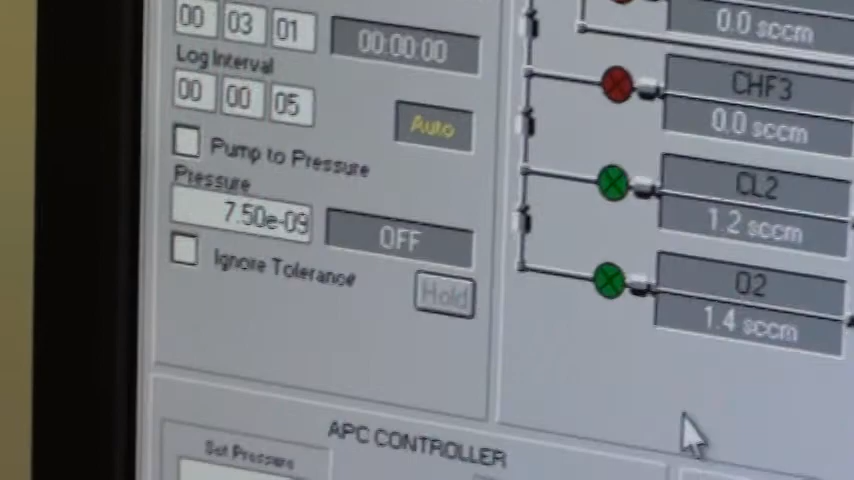 00 03 01
00:00:00
Log Interval
00 00 05
Auto
Pump to Pressure
Pressure
7.50e-09
OFF
Ignore Tolerance
Hold
0.0 sccm
CHF3
0.0 sccm
CL2
1.2 sccm
O2
1.4 sccm
APC CONTROLLER
Set Pressure